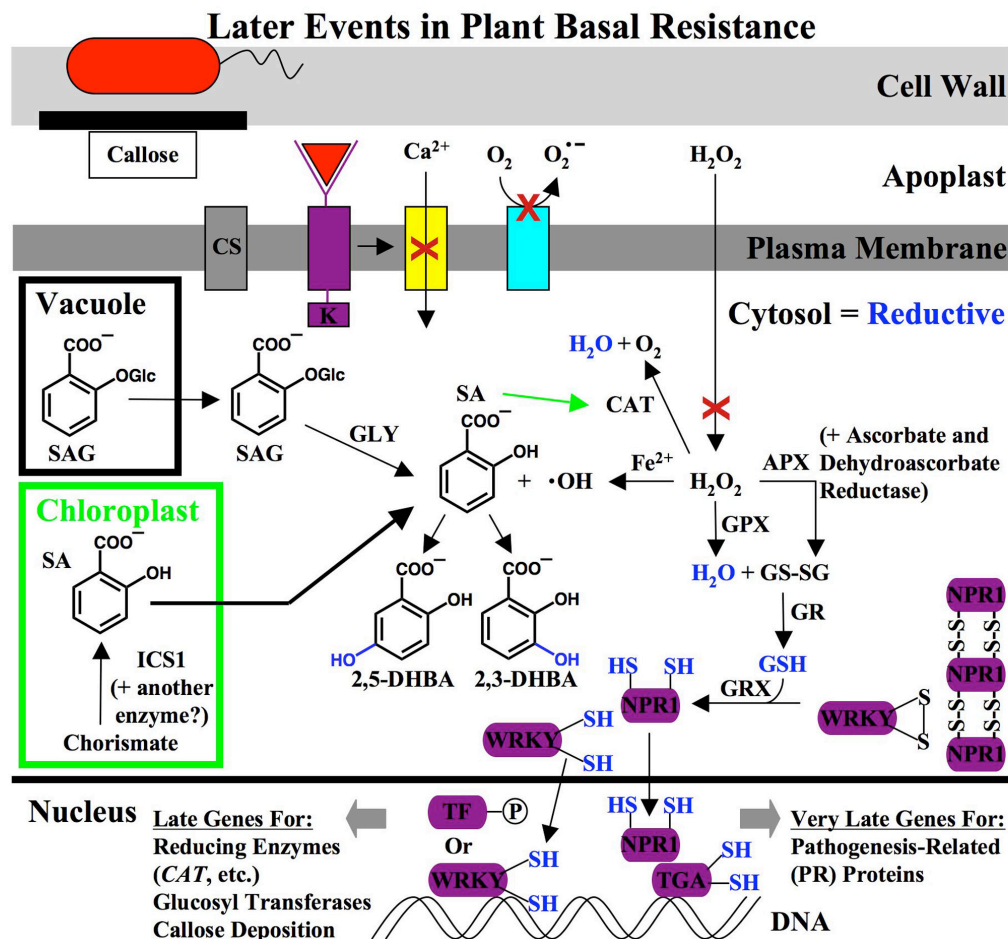 Later Events in Plant Basal Resistance
Cell Wall
Callose
Ca²⁺
O₂
O₂•−
H₂O₂
Apoplast
CS
Plasma Membrane
K
Vacuole
Cytosol = Reductive
COO−
OGlc
SAG
COO−
OGlc
SAG
GLY
H₂O + O₂
SA
CAT
COO−
OH
+ •OH
Fe²⁺
H₂O₂
APX
(+ Ascorbate and
Dehydroascorbate
Reductase)
GPX
Chloroplast
SA
COO−
OH
ICS1
(+ another
enzyme?)
Chorismate
COO−
OH
HO
2,5-DHBA
COO−
OH
OH
2,3-DHBA
H₂O + GS-SG
GR
GSH
GRX
HS
SH
NPR1
WRKY
SH
SH
WRKY
S
S
NPR1
S-S
S-S
NPR1
S-S
S-S
NPR1
Nucleus
Late Genes For:
Reducing Enzymes
(CAT, etc.)
Glucosyl Transferases
Callose Deposition
TF
P
Or
WRKY
SH
SH
HS
SH
NPR1
TGA
SH
SH
Very Late Genes For:
Pathogenesis-Related
(PR) Proteins
DNA